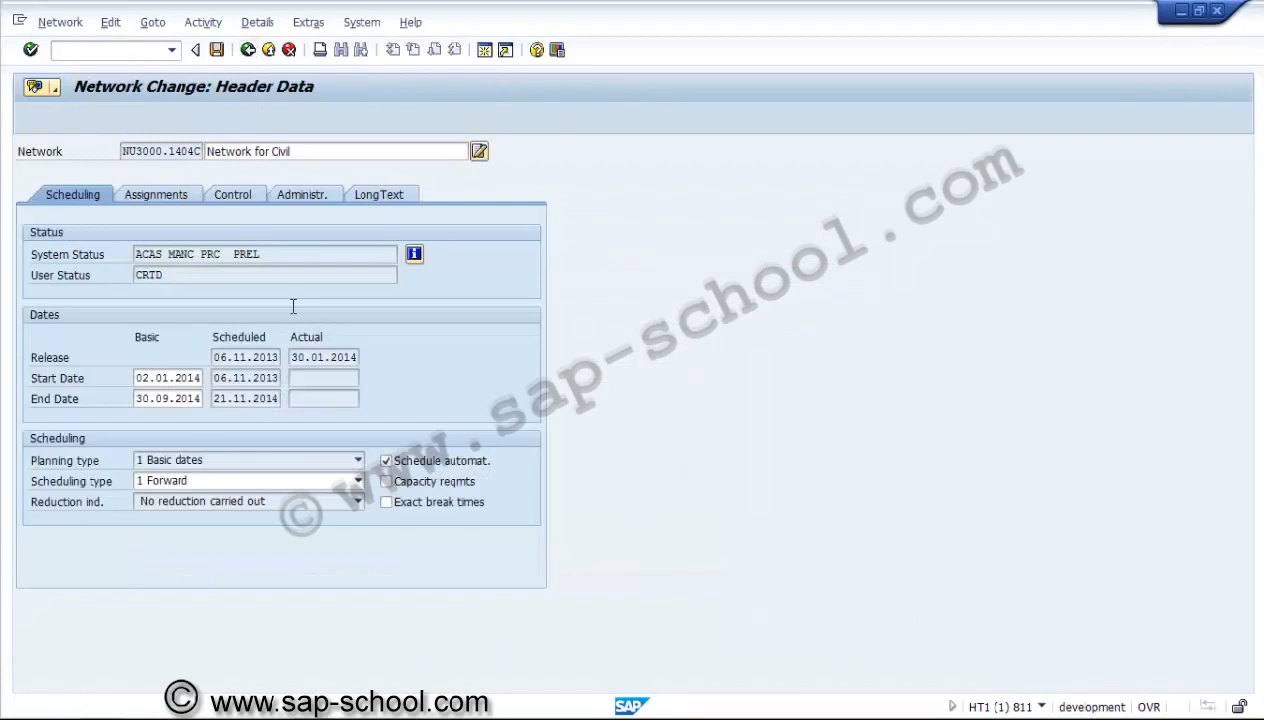 Network Edit Goto Activity Details Extras System Help
Network Change: Header Data
Network NU3000.1404C Network for Civil
Scheduling Assignments Control Administr. LongText
Status
System Status ACAS MANC PRC PREL
User Status CRTD
Dates
Basic Scheduled Actual
Release 06.11.2013 30.01.2014
Start Date 02.01.2014 06.11.2013
End Date 30.09.2014 21.11.2014
Scheduling
Planning type 1 Basic dates Schedule automat.
Scheduling type 1 Forward Capacity reqmts
Reduction ind. No reduction carried out Exact break times
© www.sap-school.com
© www.sap-school.com
SAP HT1 (1) 811 development OVR